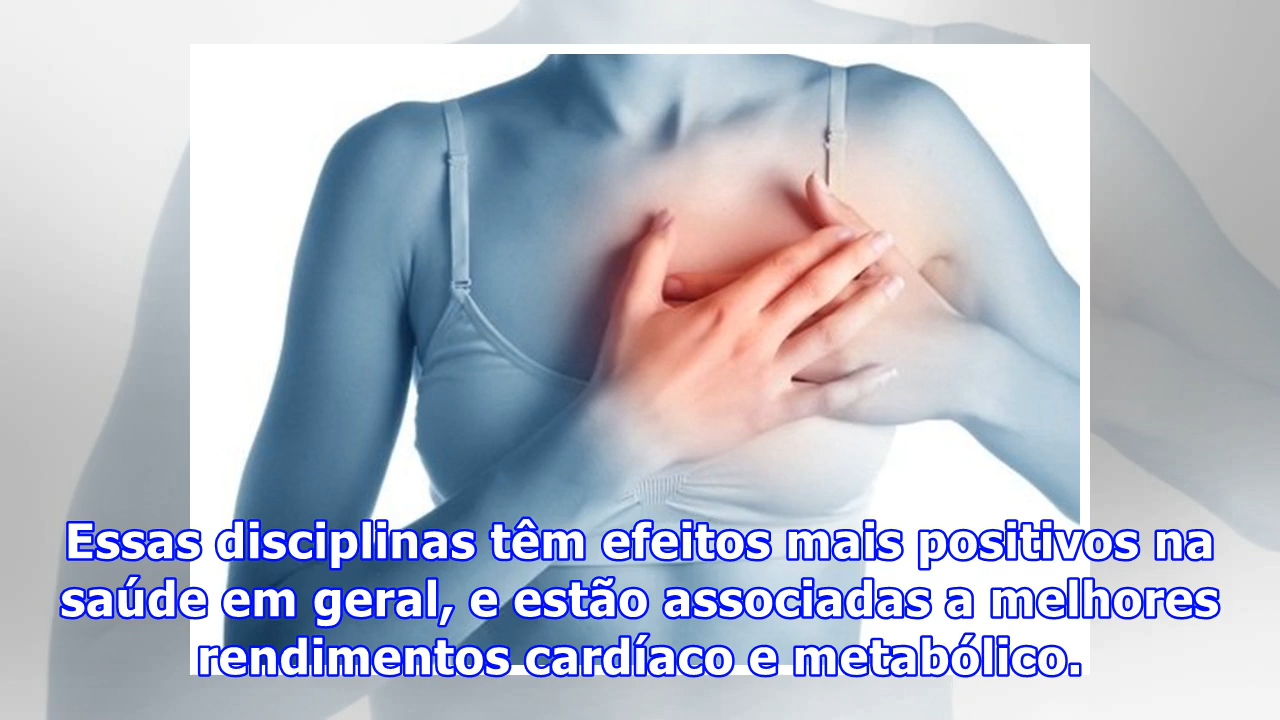 Essas disciplinas têm efeitos mais positivos na
saúde em geral, e estão associadas a melhores
rendimentos cardíaco e metabólico.